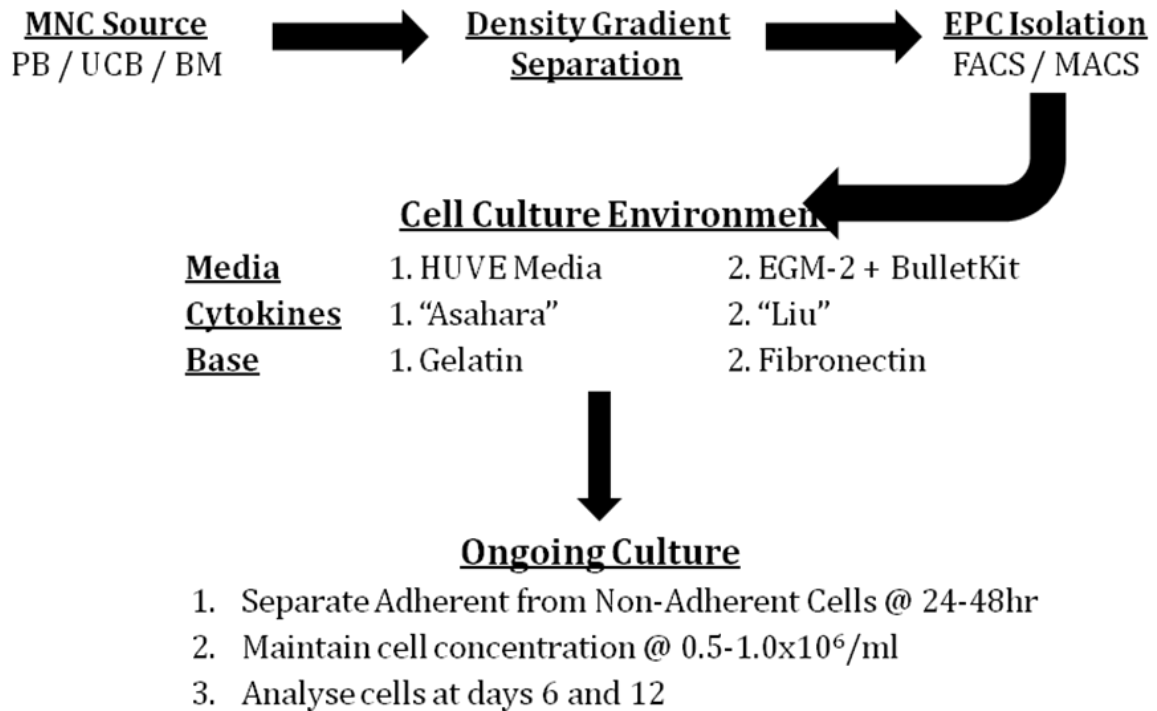 MNC Source
PB / UCB / BM
Density Gradient
Separation
EPC Isolation
FACS / MACS
Cell Culture Environmen
Media 1. HUVE Media 2. EGM-2 + BulletKit
Cytokines 1. “Asahara” 2. “Liu”
Base 1. Gelatin 2. Fibronectin
Ongoing Culture
1. Separate Adherent from Non-Adherent Cells @ 24-48hr
2. Maintain cell concentration @ 0.5-1.0x10⁶/ml
3. Analyse cells at days 6 and 12